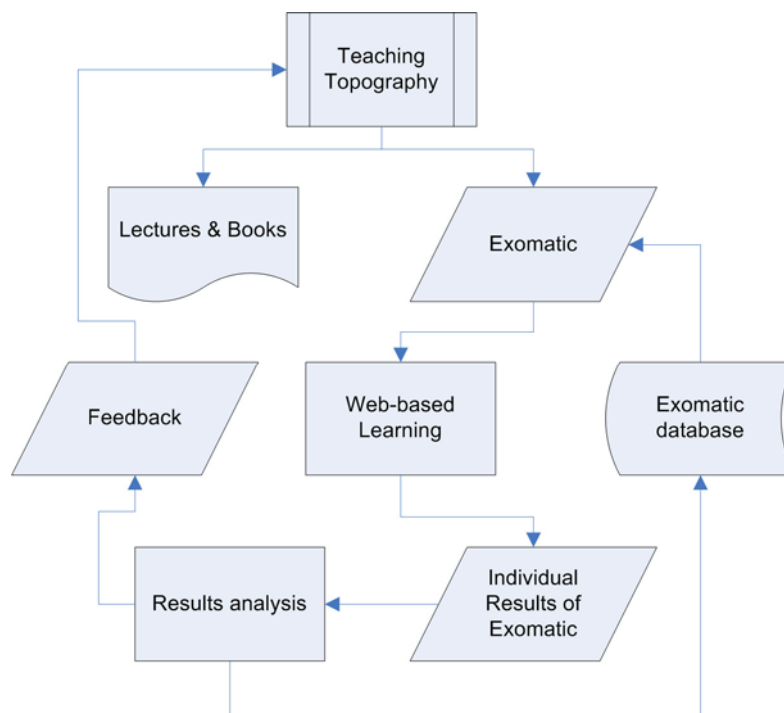 Teaching
Topography
Lectures & Books
Exomatic
Feedback
Web-based
Learning
Exomatic
database
Results analysis
Individual
Results of
Exomatic